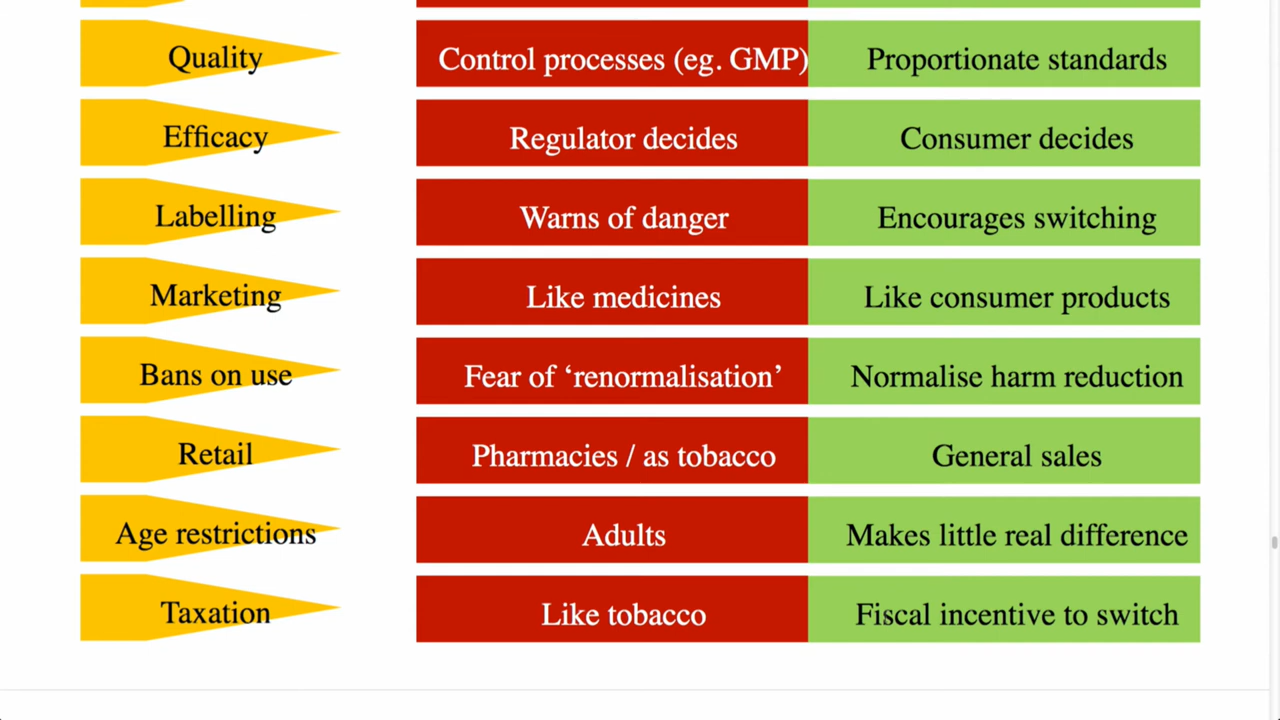 Quality
Control processes (eg. GMP)
Proportionate standards
Efficacy
Regulator decides
Consumer decides
Labelling
Warns of danger
Encourages switching
Marketing
Like medicines
Like consumer products
Bans on use
Fear of ‘renormalisation’
Normalise harm reduction
Retail
Pharmacies / as tobacco
General sales
Age restrictions
Adults
Makes little real difference
Taxation
Like tobacco
Fiscal incentive to switch